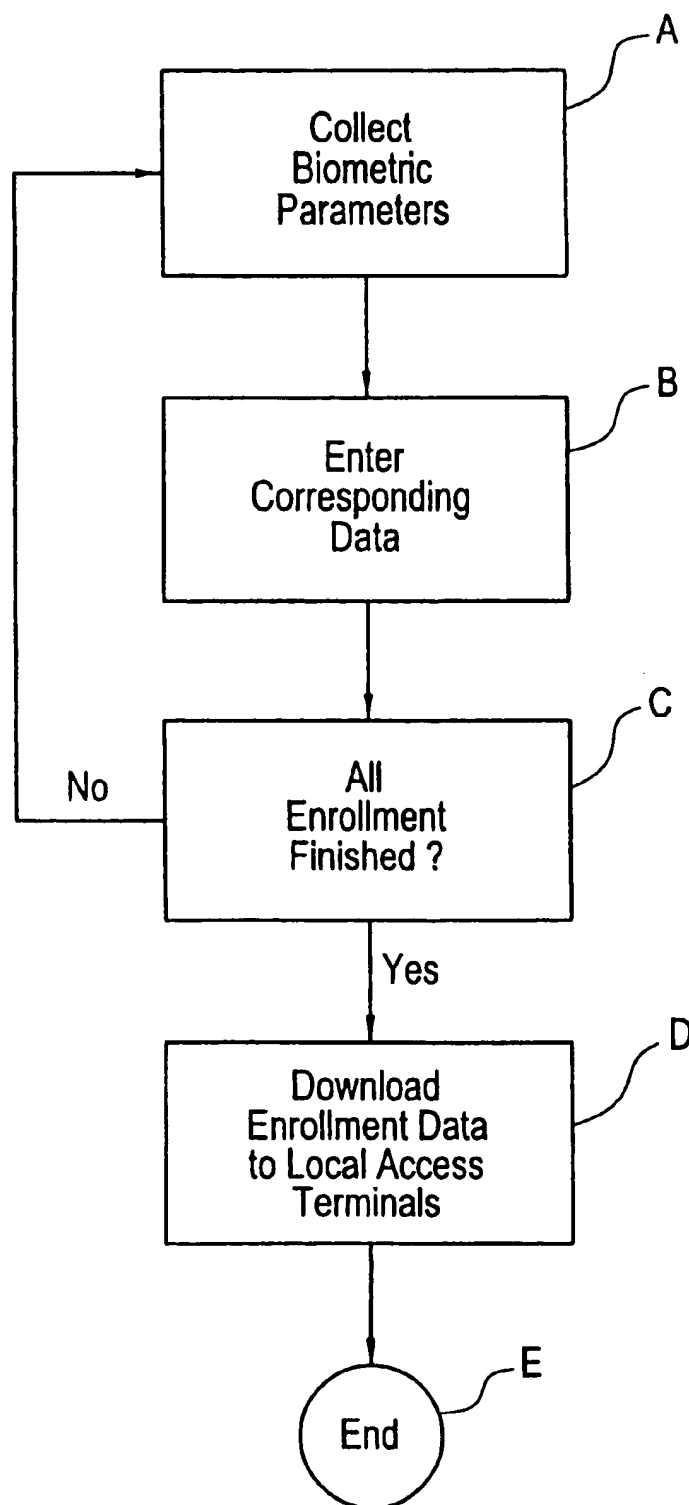 A
Collect
Biometric
Parameters
B
Enter
Corresponding
Data
C
All
Enrollment
Finished ?
No
Yes
D
Download
Enrollment Data
to Local Access
Terminals
E
End